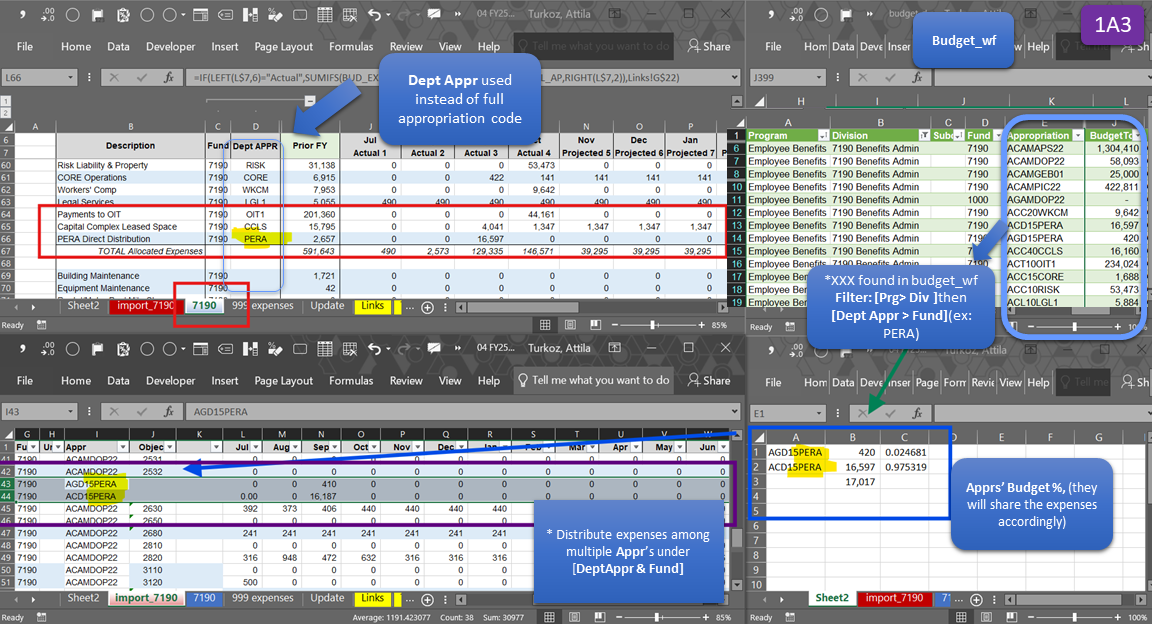 04 FY25...
Turkoz, Attila
File Home Data Developer Insert Page Layout Formulas Review View Help Tell me what you want to do Share
L66
fx =IF(LEFT(L$7,6)="Actual",SUMIFS(BUD_EX
L_AP,RIGHT(L$7,2)),Links!G$22)
Dept Appr used
instead of full
appropriation code
A B C D J N O P
Description Fund Dept APPR Prior FY Jul Nov Dec Jan
Actual 1 Actual 2 Actual 3 Actual 4 Projected 5 Projected 6 Projected 7
60 Risk Liability & Property 7190 RISK 31,138 0 0 0 53,473 0 0 0
61 CORE Operations 7190 CORE 6,915 0 0 422 141 141 141 141
62 Workers' Comp 7190 WKCM 7,953 0 0 0 9,642 0 0 0
63 Legal Services 7190 LGL1 5,055 490 490 490 490 490 490 490
64 Payments to OIT 7190 OIT1 201,360 0 0 0 44,161 0 0 0
65 Capital Complex Leased Space 7190 CCLS 15,795 0 0 4,041 1,347 1,347 1,347 1,347
66 PERA Direct Distribution 7190 PERA 2,657 0 0 16,597 0 0 0 0
67 TOTAL Allocated Expenses 591,643 490 2,573 129,335 146,571 39,295 39,295 39,295
68
69 Building Maintenance 7190 1,721 0 0 0 0 0 0 0
70 Equipment Maintenance 7190 42 0 0 0 0 0 0 0
Sheet2 import_7190 7190 999 expenses Update Links ...
Ready 85%
budget_
Budget_wf
1A3
File Hom Data Deve Help Share
J399 fx
H I J K L
A B C D E
1 Program Division Subc Fund Appropriation BudgetTo
6 Employee Benefits 7190 Benefits Admin 7190 ACAMAPS22 1,304,410
7 Employee Benefits 7190 Benefits Admin 7190 ACAMDOP22 58,093
8 Employee Benefits 7190 Benefits Admin 7190 ACAMGEB01 25,000
10 Employee Benefits 7190 Benefits Admin 7190 ACAMPIC22 422,811
11 Employee Benefits 7190 Benefits Admin 1000 AGAMDOP22 -
12 Employee Benefits 7190 Benefits Admin 7190 ACC20WKCM 9,642
13 Employee Benefits 7190 Benefits Admin 7190 ACD15PERA 16,597
14 Employee Benefits 7190 Benefits Admin 7190 AGD15PERA 420
15 Employee Benefits 7190 Benefits Admin 7190 ACC40CCLS 16,160
16 Employee Benefits 7190 ACT10OIT1 234,024
17 Employee Benefits ACC15CORE 1,688
18 Employee Benefits ACC10RISK 53,473
19 Employee Benefits ACL10LGL1 5,884
Ready
*XXX found in budget_wf
Filter: [Prg> Div ]then
[Dept Appr > Fund](ex:
PERA)
04 FY25...
Turkoz, Attila
File Home Data Developer Insert Page Layout Formulas Review View Help Tell me what you want to do Share
I43 fx AGD15PERA
G H I J K L M N O P Q R S T U V W
1 Fu Ur Appr Objec Jul Aug Sep Oct Nov Dec Jan Feb Mar Apr May Jun
41 7190 ACAMDOP22 2531
42 7190 ACAMDOP22 2532 0 0 0 0 0 0 0 0 0 0 0 0
43 7190 AGD15PERA 0 0 410 0 0 0 0 0 0 0 0 0
44 7190 ACD15PERA 0.00 0 16,187 0 0 0 0 0 0 0 0 0
45 7190 ACAMDOP22 2630 392 373 406 440 440 440 440
46 7190 ACAMDOP22 2650 0 0 0 0 0 0 0
47 7190 ACAMDOP22 2680 241 241 241 241 241 241 241
48 7190 ACAMDOP22 2810 0 0 0 0 0 0 0
49 7190 ACAMDOP22 2820 316 948 472 632 316 316 316
50 7190 ACAMDOP22 3110 0 0 0 0 0 0 0
51 7190 ACAMDOP22 3120 500 0 0 0 0 0 0
* Distribute expenses among
multiple Appr's under
[DeptAppr & Fund]
Sheet2 import_7190 7190 999 expenses Update Links ...
Ready Average: 1191.423077 Count: 38 Sum: 30977 85%
Turkoz, Attila
File Hom Data Deve Inser Page Form Revie View Help Tell me Sh
E1 fx
A B C D E F G
1 AGD15PERA 420 0.024681
2 ACD15PERA 16,597 0.975319
3 17,017
4
5
6
7
8
9
10
Apprs' Budget %, (they
will share the expenses
accordingly)
Sheet2 import_7190 ...
Ready 100%